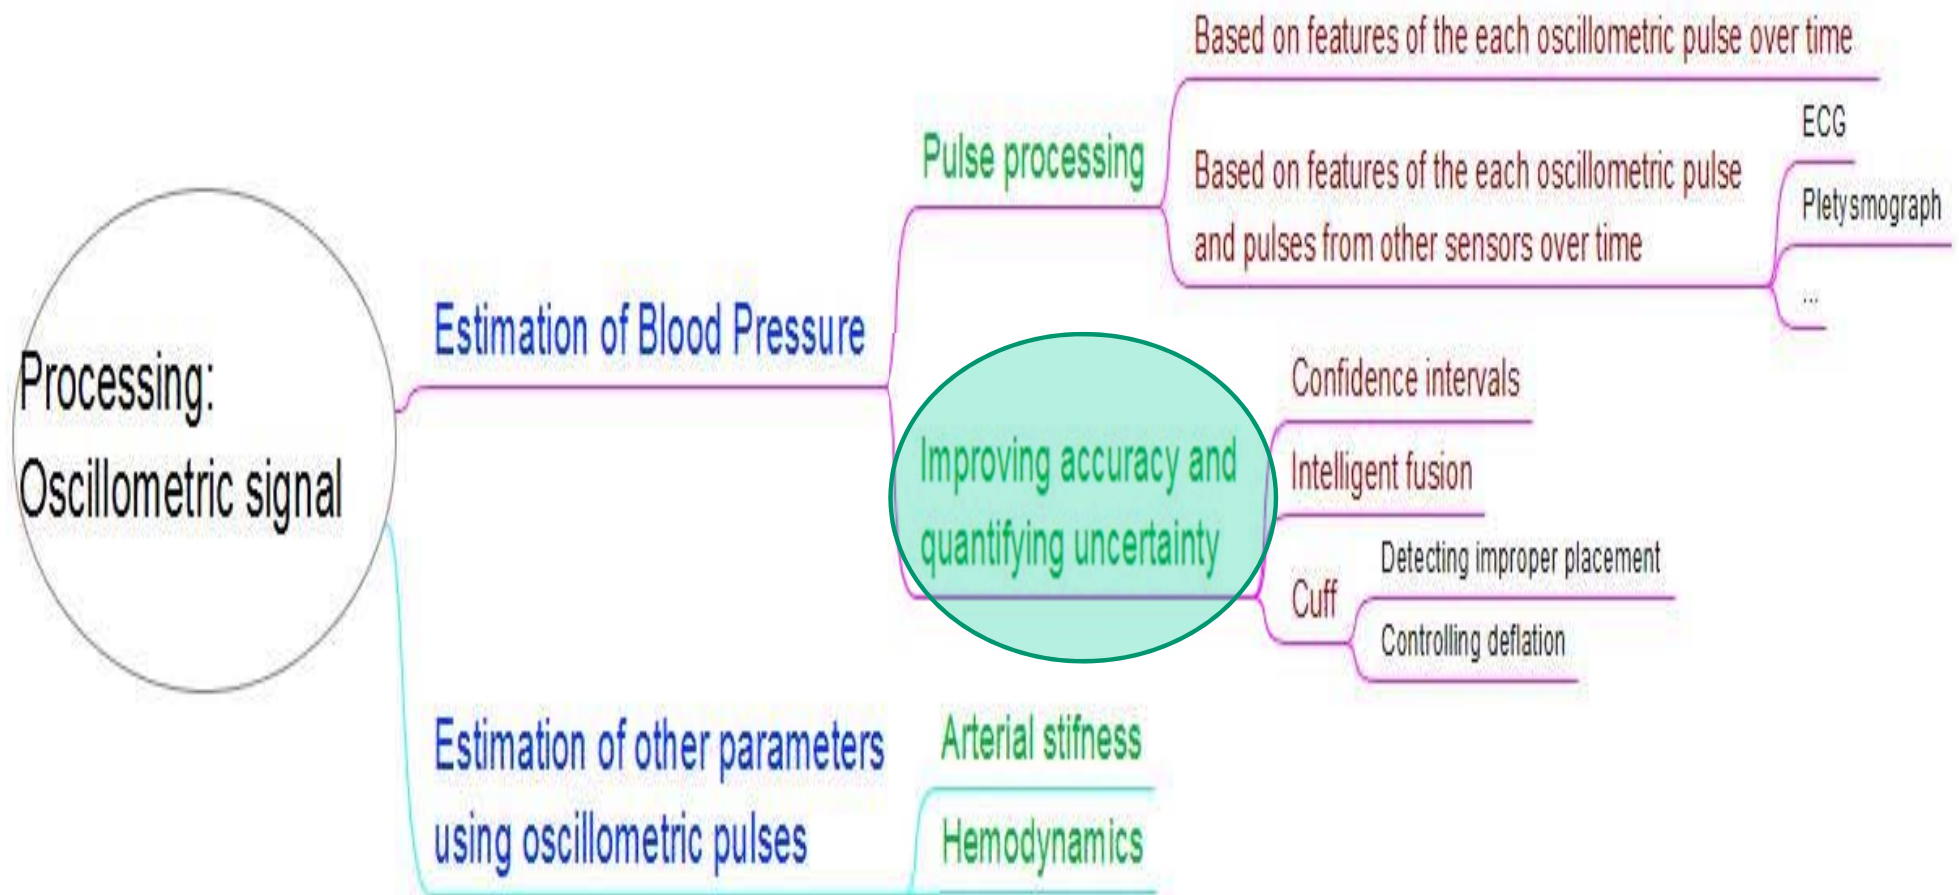 Processing:
Oscillometric signal
Estimation of Blood Pressure
Pulse processing
Based on features of the each oscillometric pulse over time
Based on features of the each oscillometric pulse
and pulses from other sensors over time
ECG
Pletysmograph
...
Improving accuracy and
quantifying uncertainty
Confidence intervals
Intelligent fusion
Cuff
Detecting improper placement
Controlling deflation
Estimation of other parameters
using oscillometric pulses
Arterial stifness
Hemodynamics